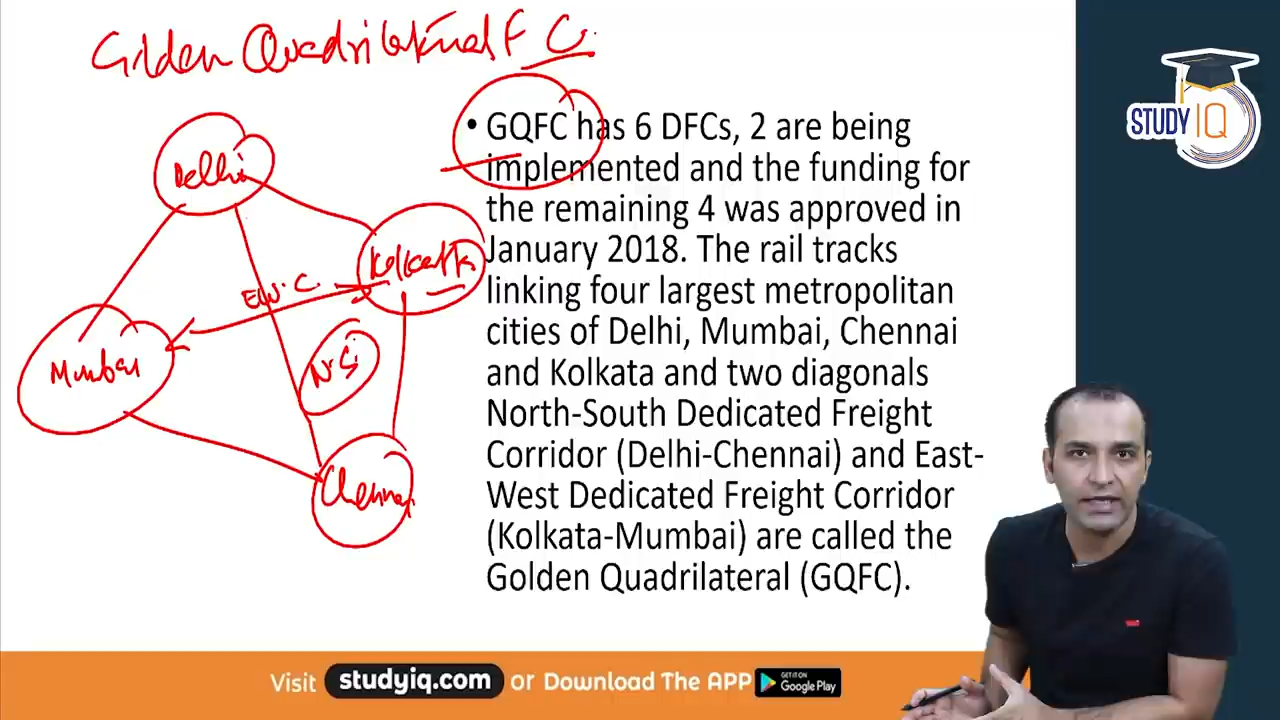 Golden Quadrilateral F C.
• GQFC has 6 DFCs, 2 are being
implemented and the funding for
the remaining 4 was approved in
January 2018. The rail tracks
linking four largest metropolitan
cities of Delhi, Mumbai, Chennai
and Kolkata and two diagonals
North-South Dedicated Freight
Corridor (Delhi-Chennai) and East-
West Dedicated Freight Corridor
(Kolkata-Mumbai) are called the
Golden Quadrilateral (GQFC).
Delhi
Kolkatta
E.W.C.
N.S.
Mumbai
Chennai
STUDY IQ
Visit studyiq.com or Download The APP GET IT ON Google Play